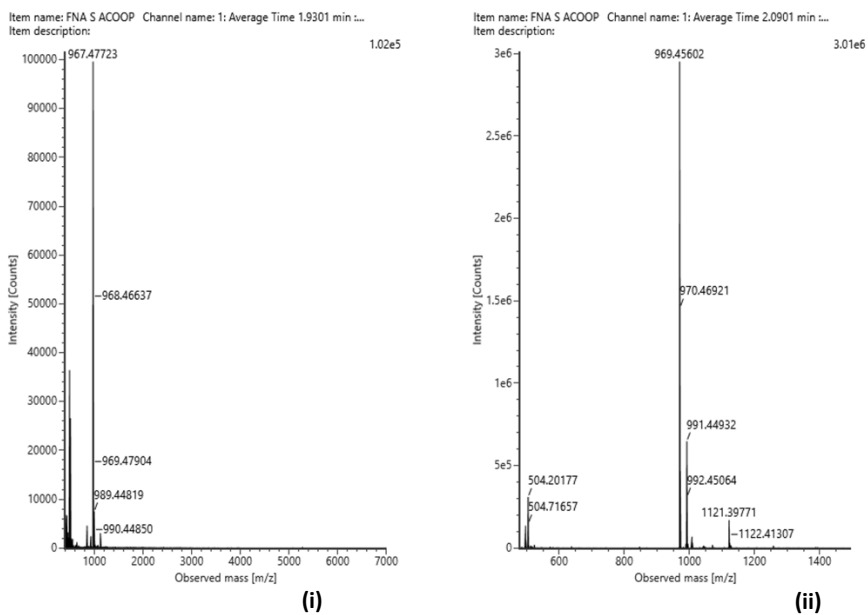 Item name: FNA S ACOOP Channel name: 1: Average Time 1.9301 min :...
Item description:
1.02e5
967.47723
100000
90000
80000
70000
60000
50000
40000
30000
20000
10000
0
968.46637
969.47904
989.44819
990.44850
Intensity [Counts]
1000
2000
3000
4000
5000
6000
7000
Observed mass [m/z]
(i)
Item name: FNA S ACOOP Channel name: 1: Average Time 2.0901 min :...
Item description:
3.01e6
969.45602
3e6
2.5e6
2e6
1.5e6
1e6
5e5
0
970.46921
991.44932
992.45064
504.20177
504.71657
1121.39771
1122.41307
Intensity [Counts]
600
800
1000
1200
1400
Observed mass [m/z]
(ii)